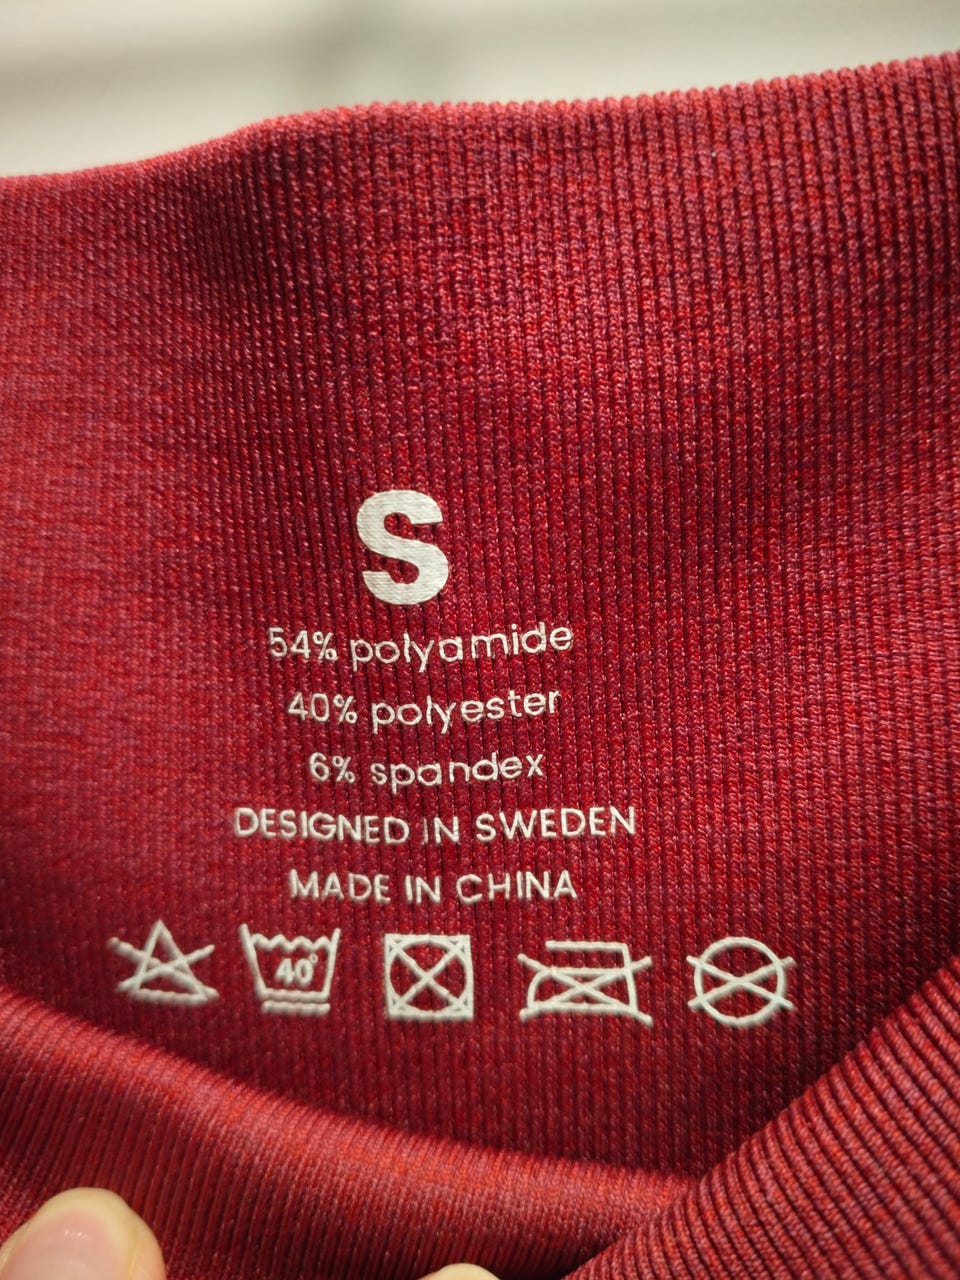 S
54% polyamide
40% polyester
6% spandex
DESIGNED IN SWEDEN
MADE IN CHINA
40°